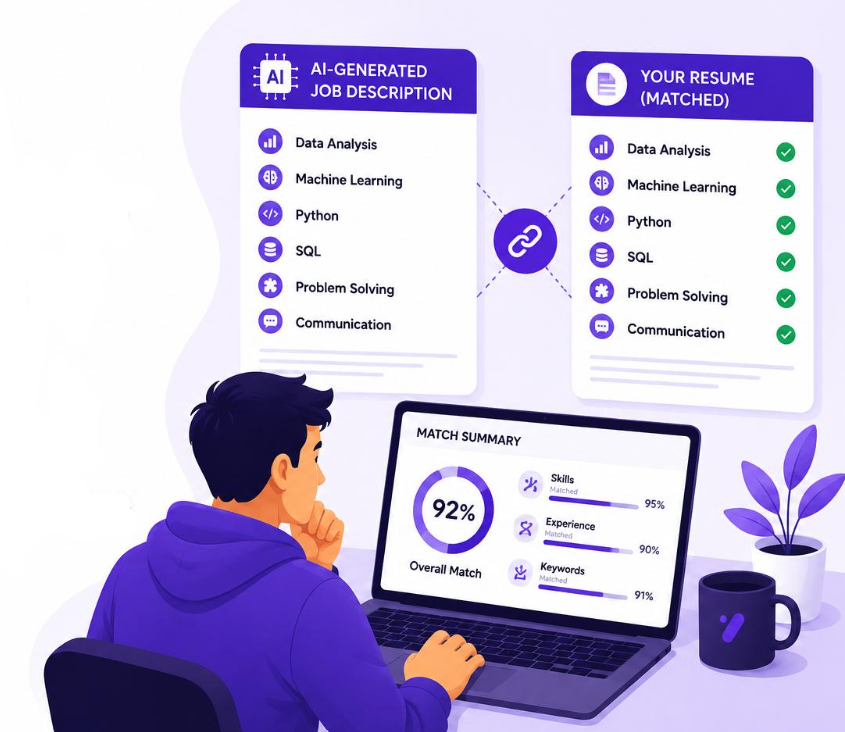 AI
AI-GENERATED
JOB DESCRIPTION
Data Analysis
Machine Learning
Python
SQL
Problem Solving
Communication
YOUR RESUME
(MATCHED)
Data Analysis
Machine Learning
Python
SQL
Problem Solving
Communication
MATCH SUMMARY
92%
Overall Match
Skills
Matched
95%
Experience
Matched
90%
Keywords
Matched
91%